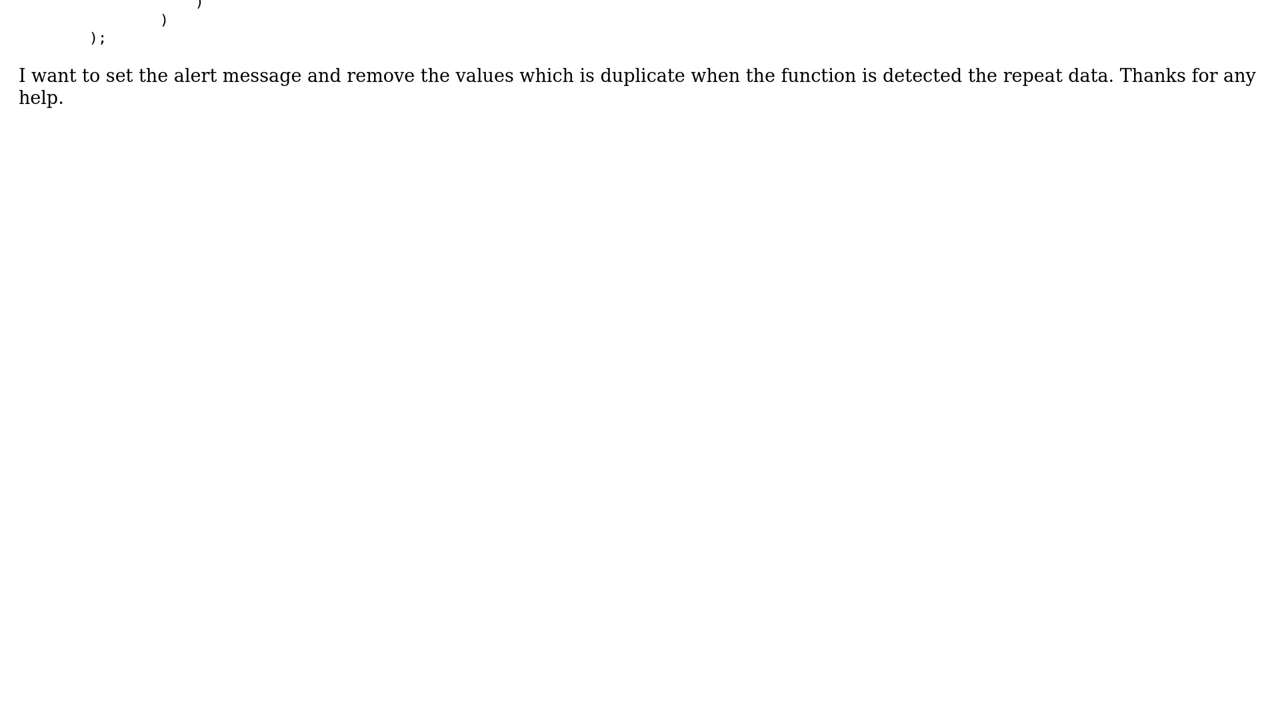 )
)
);
I want to set the alert message and remove the values which is duplicate when the function is detected the repeat data. Thanks for any
help.